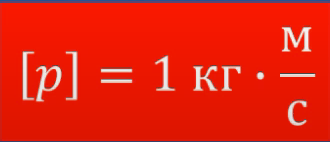 [p] = 1 кг · м/с